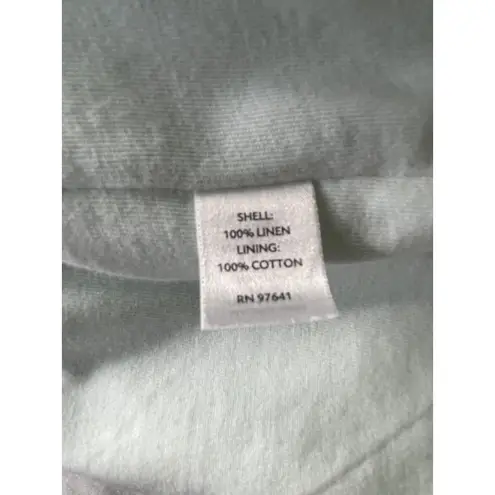 SHELL:
100% LINEN
LINING:
100% COTTON
RN 97641